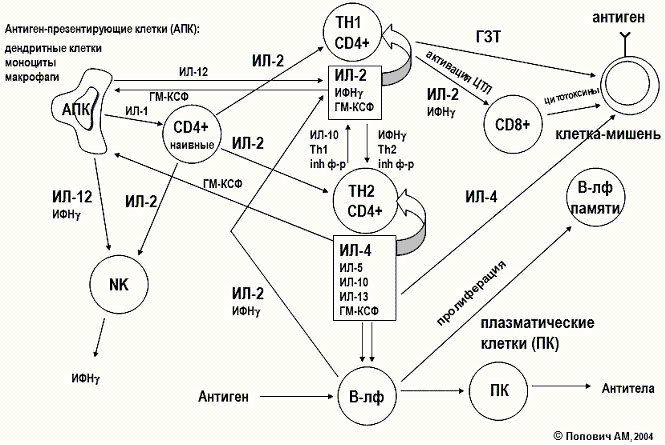 Антиген-презентирующие клетки (АПК):
дендритные клетки
моноциты
макрофаги
TH1
CD4+
ГЗТ
антиген
ИЛ-2
ИЛ-12
ГМ-КСФ
ИЛ-2
ИФНγ
ГМ-КСФ
активация ЦТЛ
ИЛ-2
ИФНγ
цитотоксины
АПК
ИЛ-1
CD4+
наивные
CD8+
клетка-мишень
ИЛ-2
ИЛ-10
Th1
inh ф-р
ИФНγ
Th2
inh ф-р
ГМ-КСФ
TH2
CD4+
ИЛ-4
В-лф
памяти
ИЛ-12
ИФНγ
ИЛ-2
ИЛ-4
ИЛ-5
ИЛ-10
ИЛ-13
ГМ-КСФ
NK
ИЛ-2
ИФНγ
пролиферация
плазматические
клетки (ПК)
ИФНγ
Антиген
В-лф
ПК
Антитела
© Попович АМ, 2004